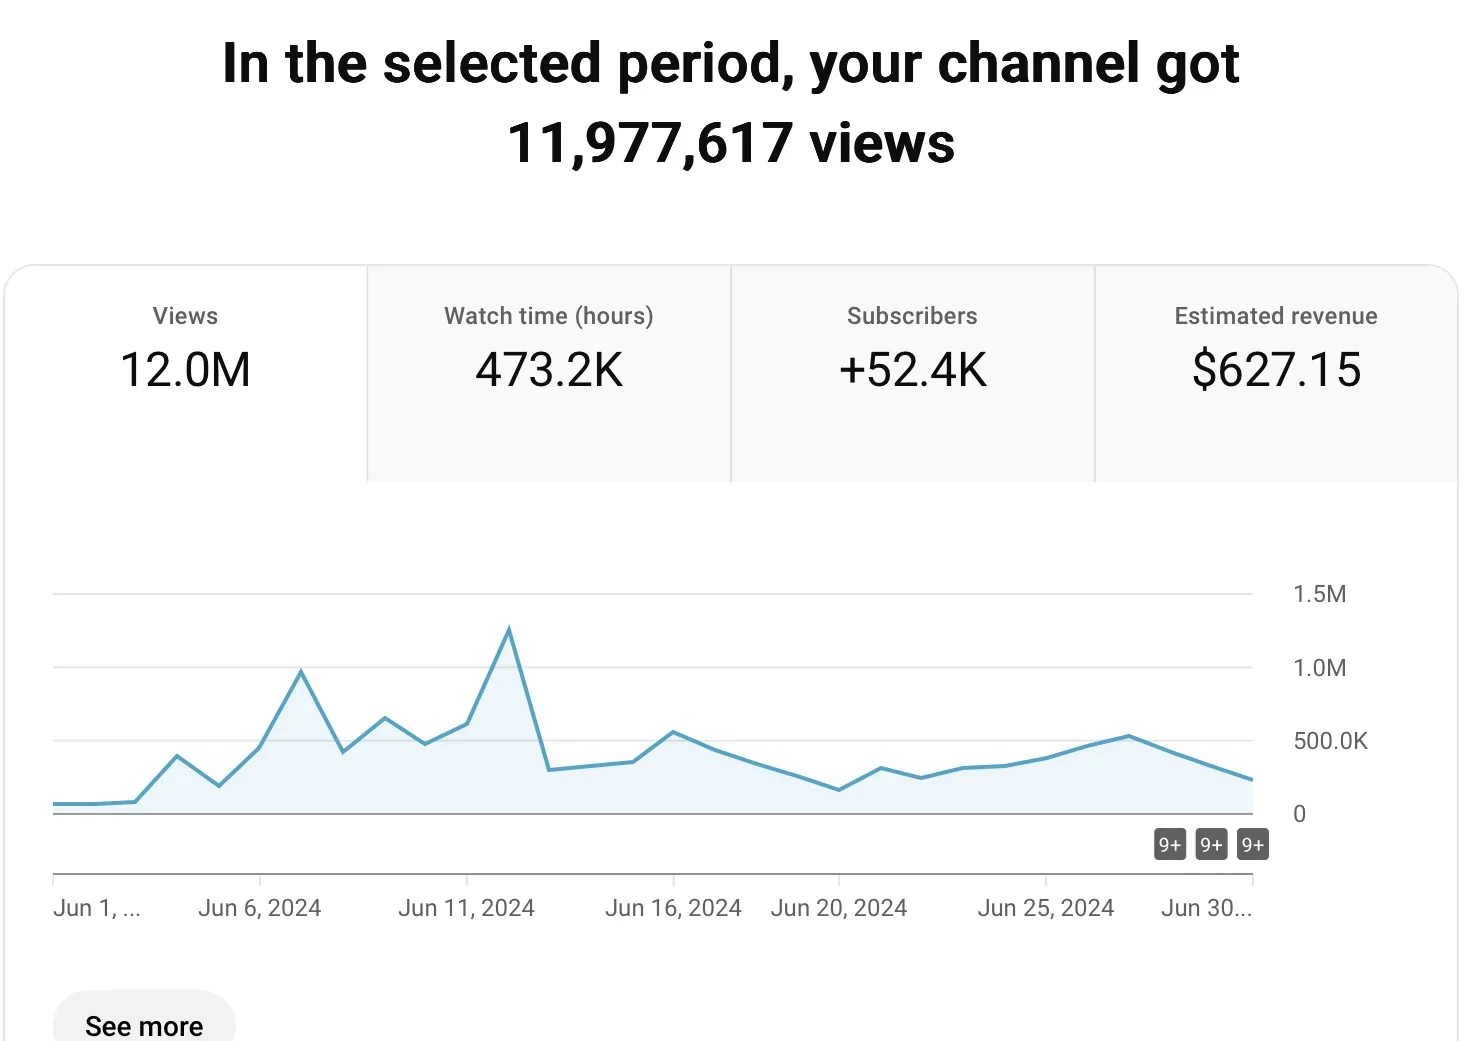 In the selected period, your channel got
11,977,617 views
Views
12.0M
Watch time (hours)
473.2K
Subscribers
+52.4K
Estimated revenue
$627.15
1.5M
1.0M
500.0K
0
9+ 9+ 9+
Jun 1, ... Jun 6, 2024 Jun 11, 2024 Jun 16, 2024 Jun 20, 2024 Jun 25, 2024 Jun 30...
See more